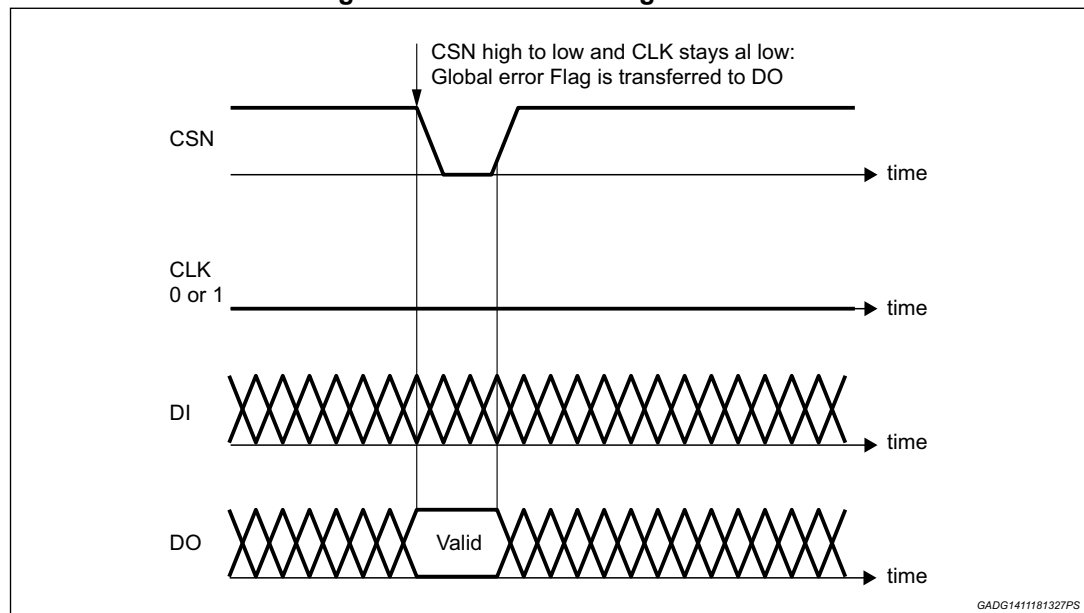 CSN high to low and CLK stays al low:
Global error Flag is transferred to DO
CSN
time
CLK
0 or 1
time
DI
time
DO
Valid
time
GADG1411181327PS